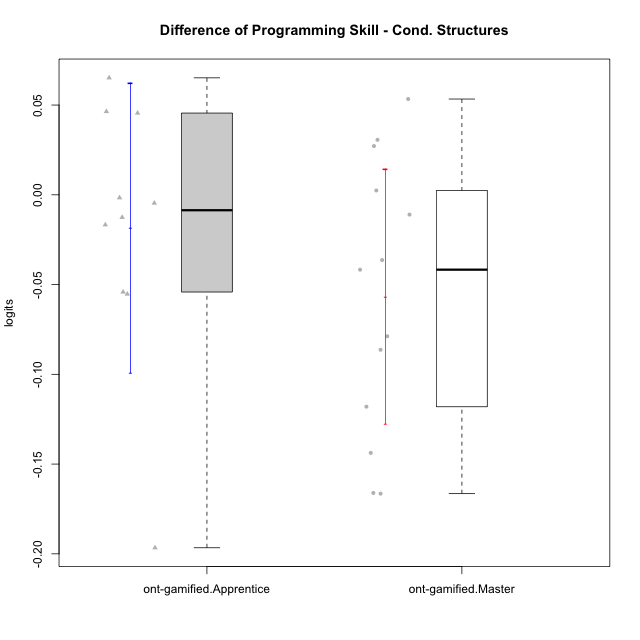 Difference of Programming Skill - Cond. Structures
logits
0.05
0.00
-0.05
-0.10
-0.15
-0.20
ont-gamified.Apprentice
ont-gamified.Master